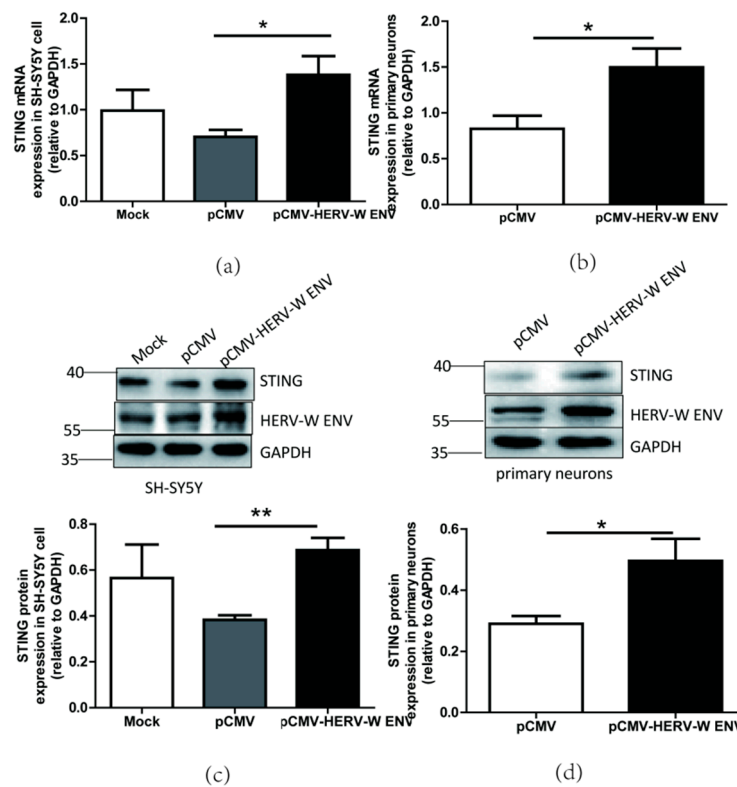 STING mRNA
expression in SH-SY5Y cell
(relative to GAPDH)
2.0
1.5
1.0
0.5
0.0
*
Mock
pCMV
pCMV-HERV-W ENV
(a)
STING mRNA
expression in primary neurons
(relative to GAPDH)
2.0
1.5
1.0
0.5
0.0
*
pCMV
pCMV-HERV-W ENV
(b)
Mock
pCMV
pCMV-HERV-W ENV
40
STING
HERV-W ENV
55
GAPDH
35
SH-SY5Y
pCMV
pCMV-HERV-W ENV
40
STING
HERV-W ENV
55
GAPDH
35
primary neurons
STING protein
expression in SH-SY5Y cell
(relative to GAPDH)
0.8
0.6
0.4
0.2
0.0
**
Mock
pCMV
pCMV-HERV-W ENV
(c)
STING protein
expression in primary neurons
(relative to GAPDH)
0.6
0.4
0.2
0.0
*
pCMV
pCMV-HERV-W ENV
(d)